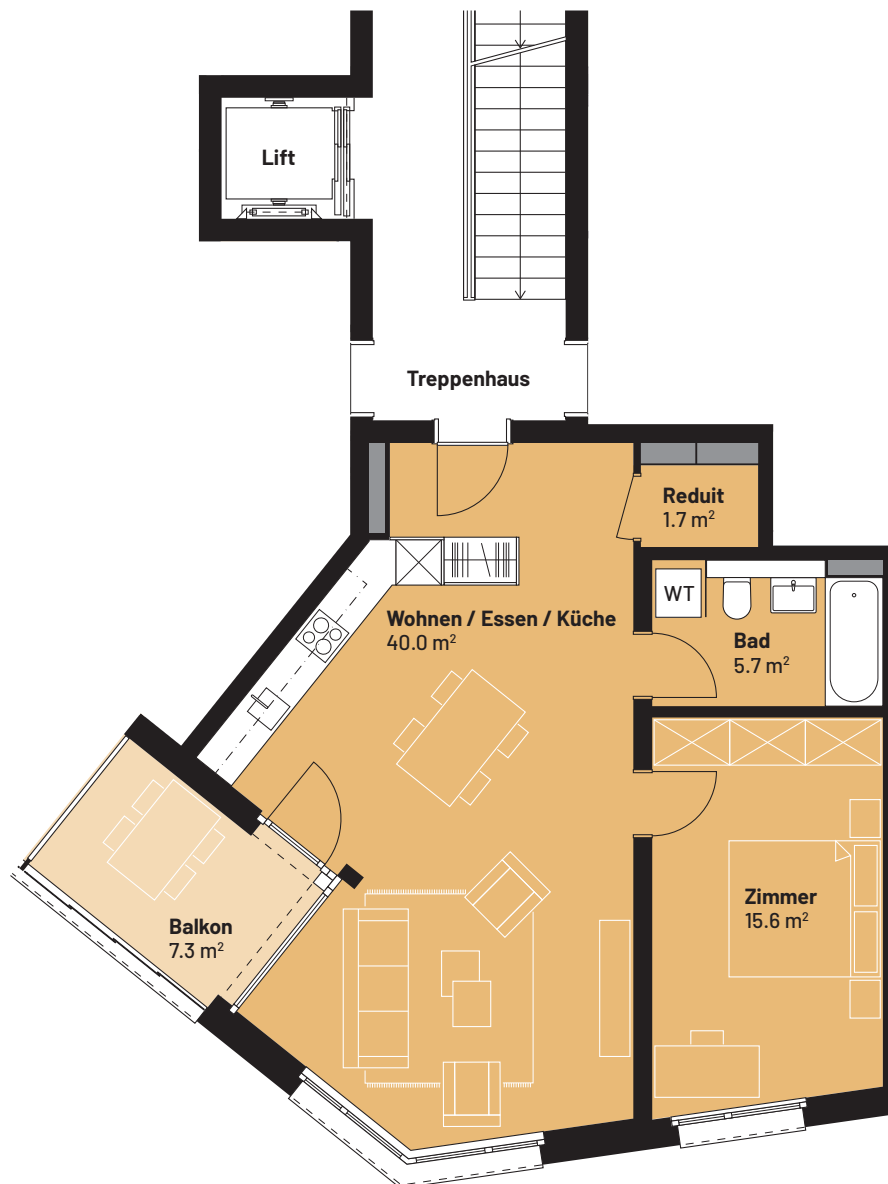 Lift
Treppenhaus
Reduit
1.7 m²
Wohnen / Essen / Küche
40.0 m²
WT
Bad
5.7 m²
Zimmer
15.6 m²
Balkon
7.3 m²